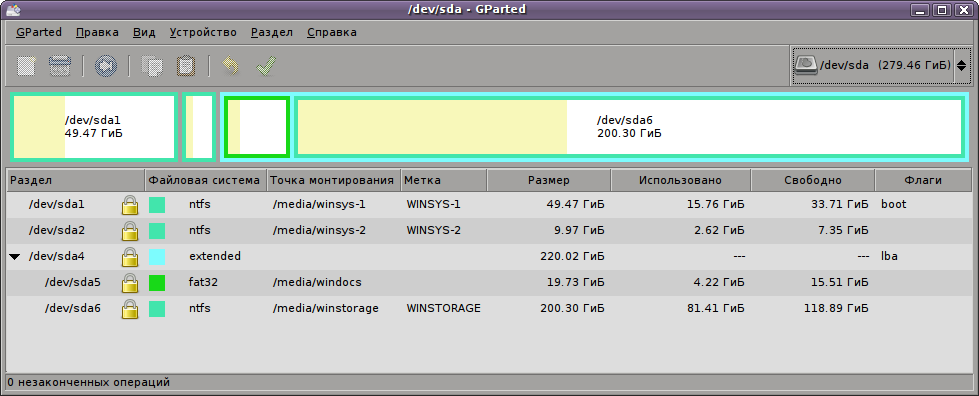 /dev/sda - GParted
GParted Правка Вид Устройство Раздел Справка
/dev/sda (279.46 ГиБ)
/dev/sda1
49.47 ГиБ
/dev/sda6
200.30 ГиБ
Раздел Файловая система Точка монтирования Метка Размер Использовано Свободно Флаги
/dev/sda1 ntfs /media/winsys-1 WINSYS-1 49.47 ГиБ 15.76 ГиБ 33.71 ГиБ boot
/dev/sda2 ntfs /media/winsys-2 WINSYS-2 9.97 ГиБ 2.62 ГиБ 7.35 ГиБ
/dev/sda4 extended 220.02 ГиБ --- --- lba
/dev/sda5 fat32 /media/windocs 19.73 ГиБ 4.22 ГиБ 15.51 ГиБ
/dev/sda6 ntfs /media/winstorage WINSTORAGE 200.30 ГиБ 81.41 ГиБ 118.89 ГиБ
0 незаконченных операций